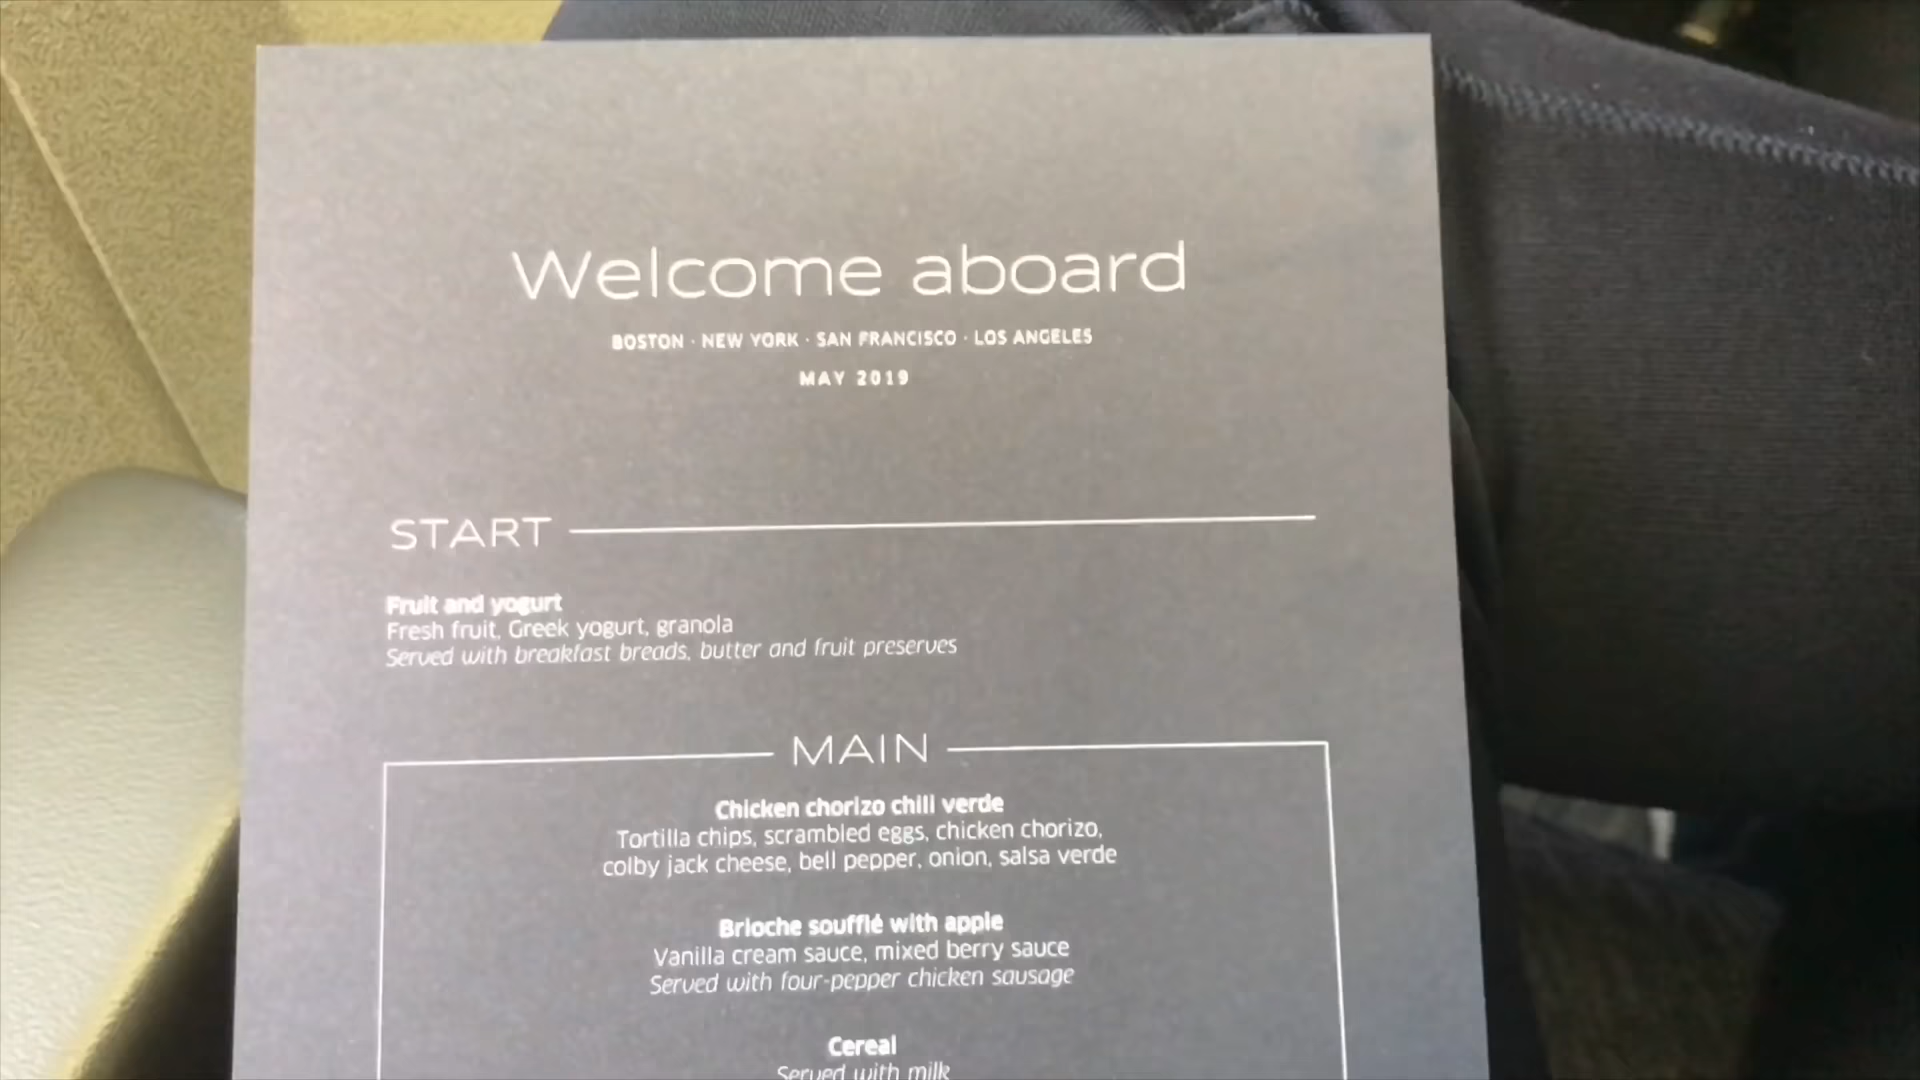 Welcome aboard
BOSTON · NEW YORK · SAN FRANCISCO · LOS ANGELES
MAY 2019
START
Fruit and yogurt
Fresh fruit, Greek yogurt, granola
Served with breakfast breads, butter and fruit preserves
MAIN
Chicken chorizo chili verde
Tortilla chips, scrambled eggs, chicken chorizo,
colby jack cheese, bell pepper, onion, salsa verde
Brioche soufflé with apple
Vanilla cream sauce, mixed berry sauce
Served with four-pepper chicken sausage
Cereal
Served with milk